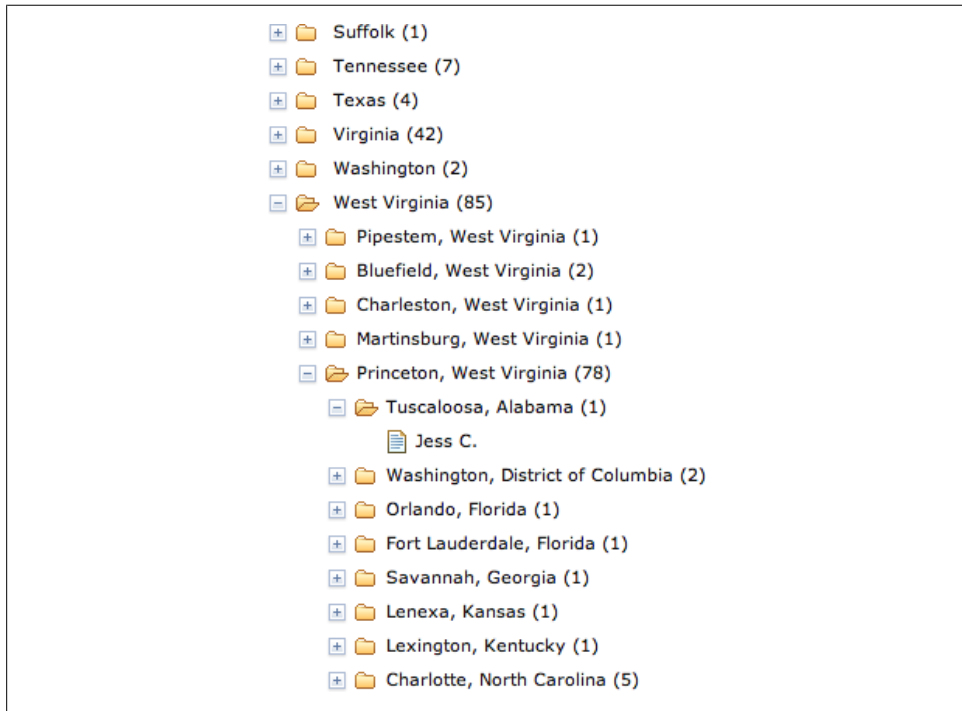 Suffolk (1)
Tennessee (7)
Texas (4)
Virginia (42)
Washington (2)
West Virginia (85)
Pipestem, West Virginia (1)
Bluefield, West Virginia (2)
Charleston, West Virginia (1)
Martinsburg, West Virginia (1)
Princeton, West Virginia (78)
Tuscaloosa, Alabama (1)
Jess C.
Washington, District of Columbia (2)
Orlando, Florida (1)
Fort Lauderdale, Florida (1)
Savannah, Georgia (1)
Lenexa, Kansas (1)
Lexington, Kentucky (1)
Charlotte, North Carolina (5)